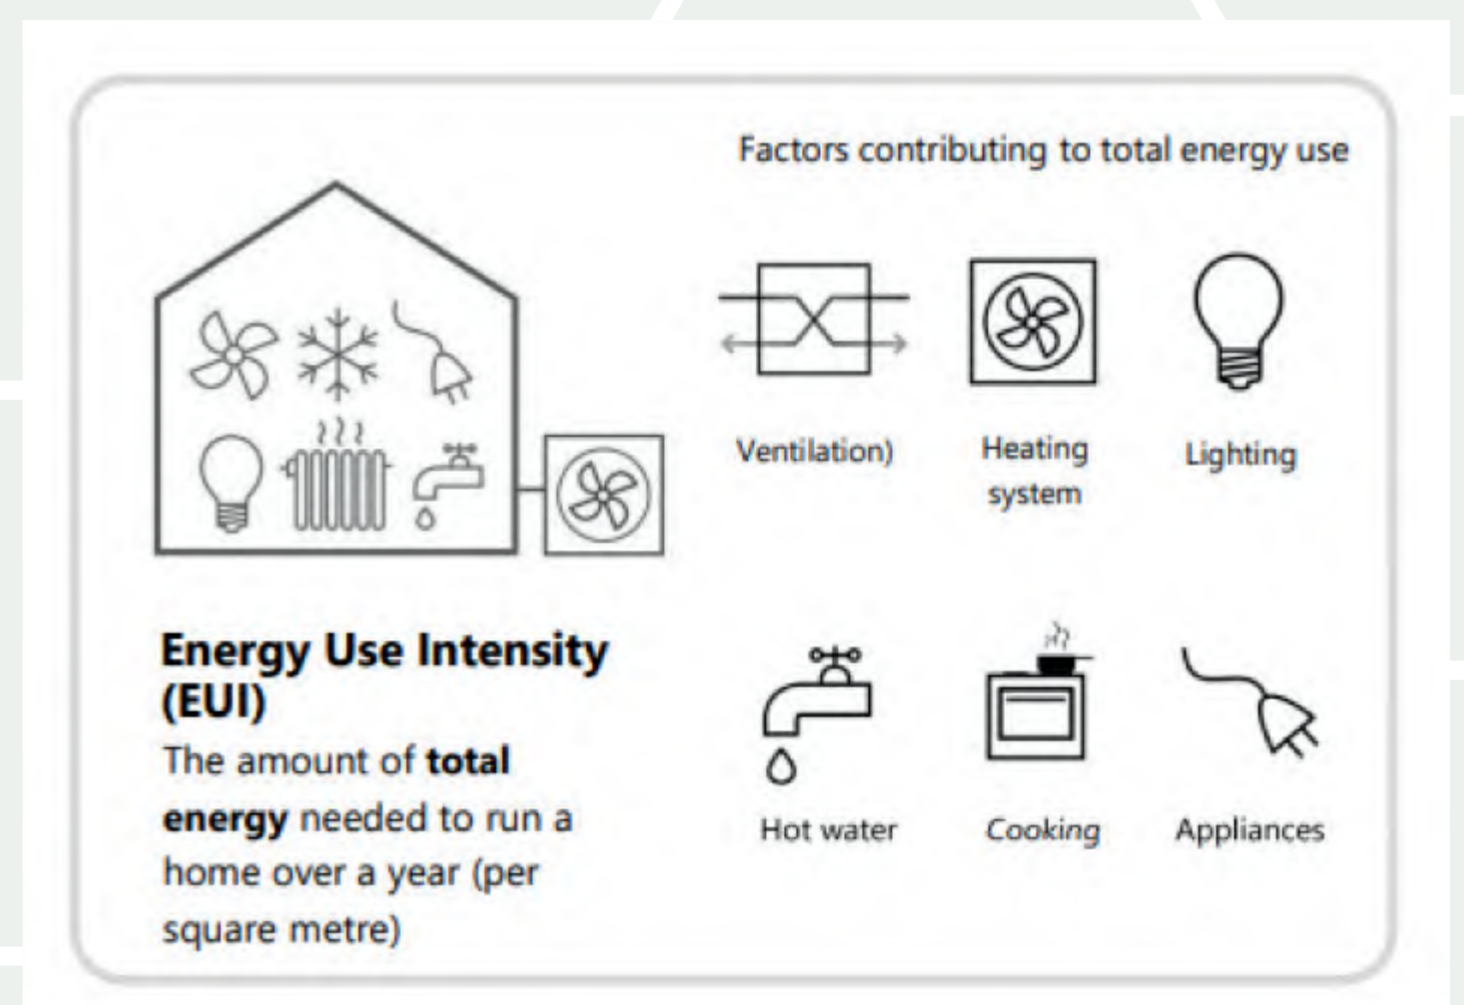 Factors contributing to total energy use
Ventilation)
Heating
system
Lighting
Energy Use Intensity
(EUI)
The amount of total
energy needed to run a
home over a year (per
square metre)
Hot water
Cooking
Appliances